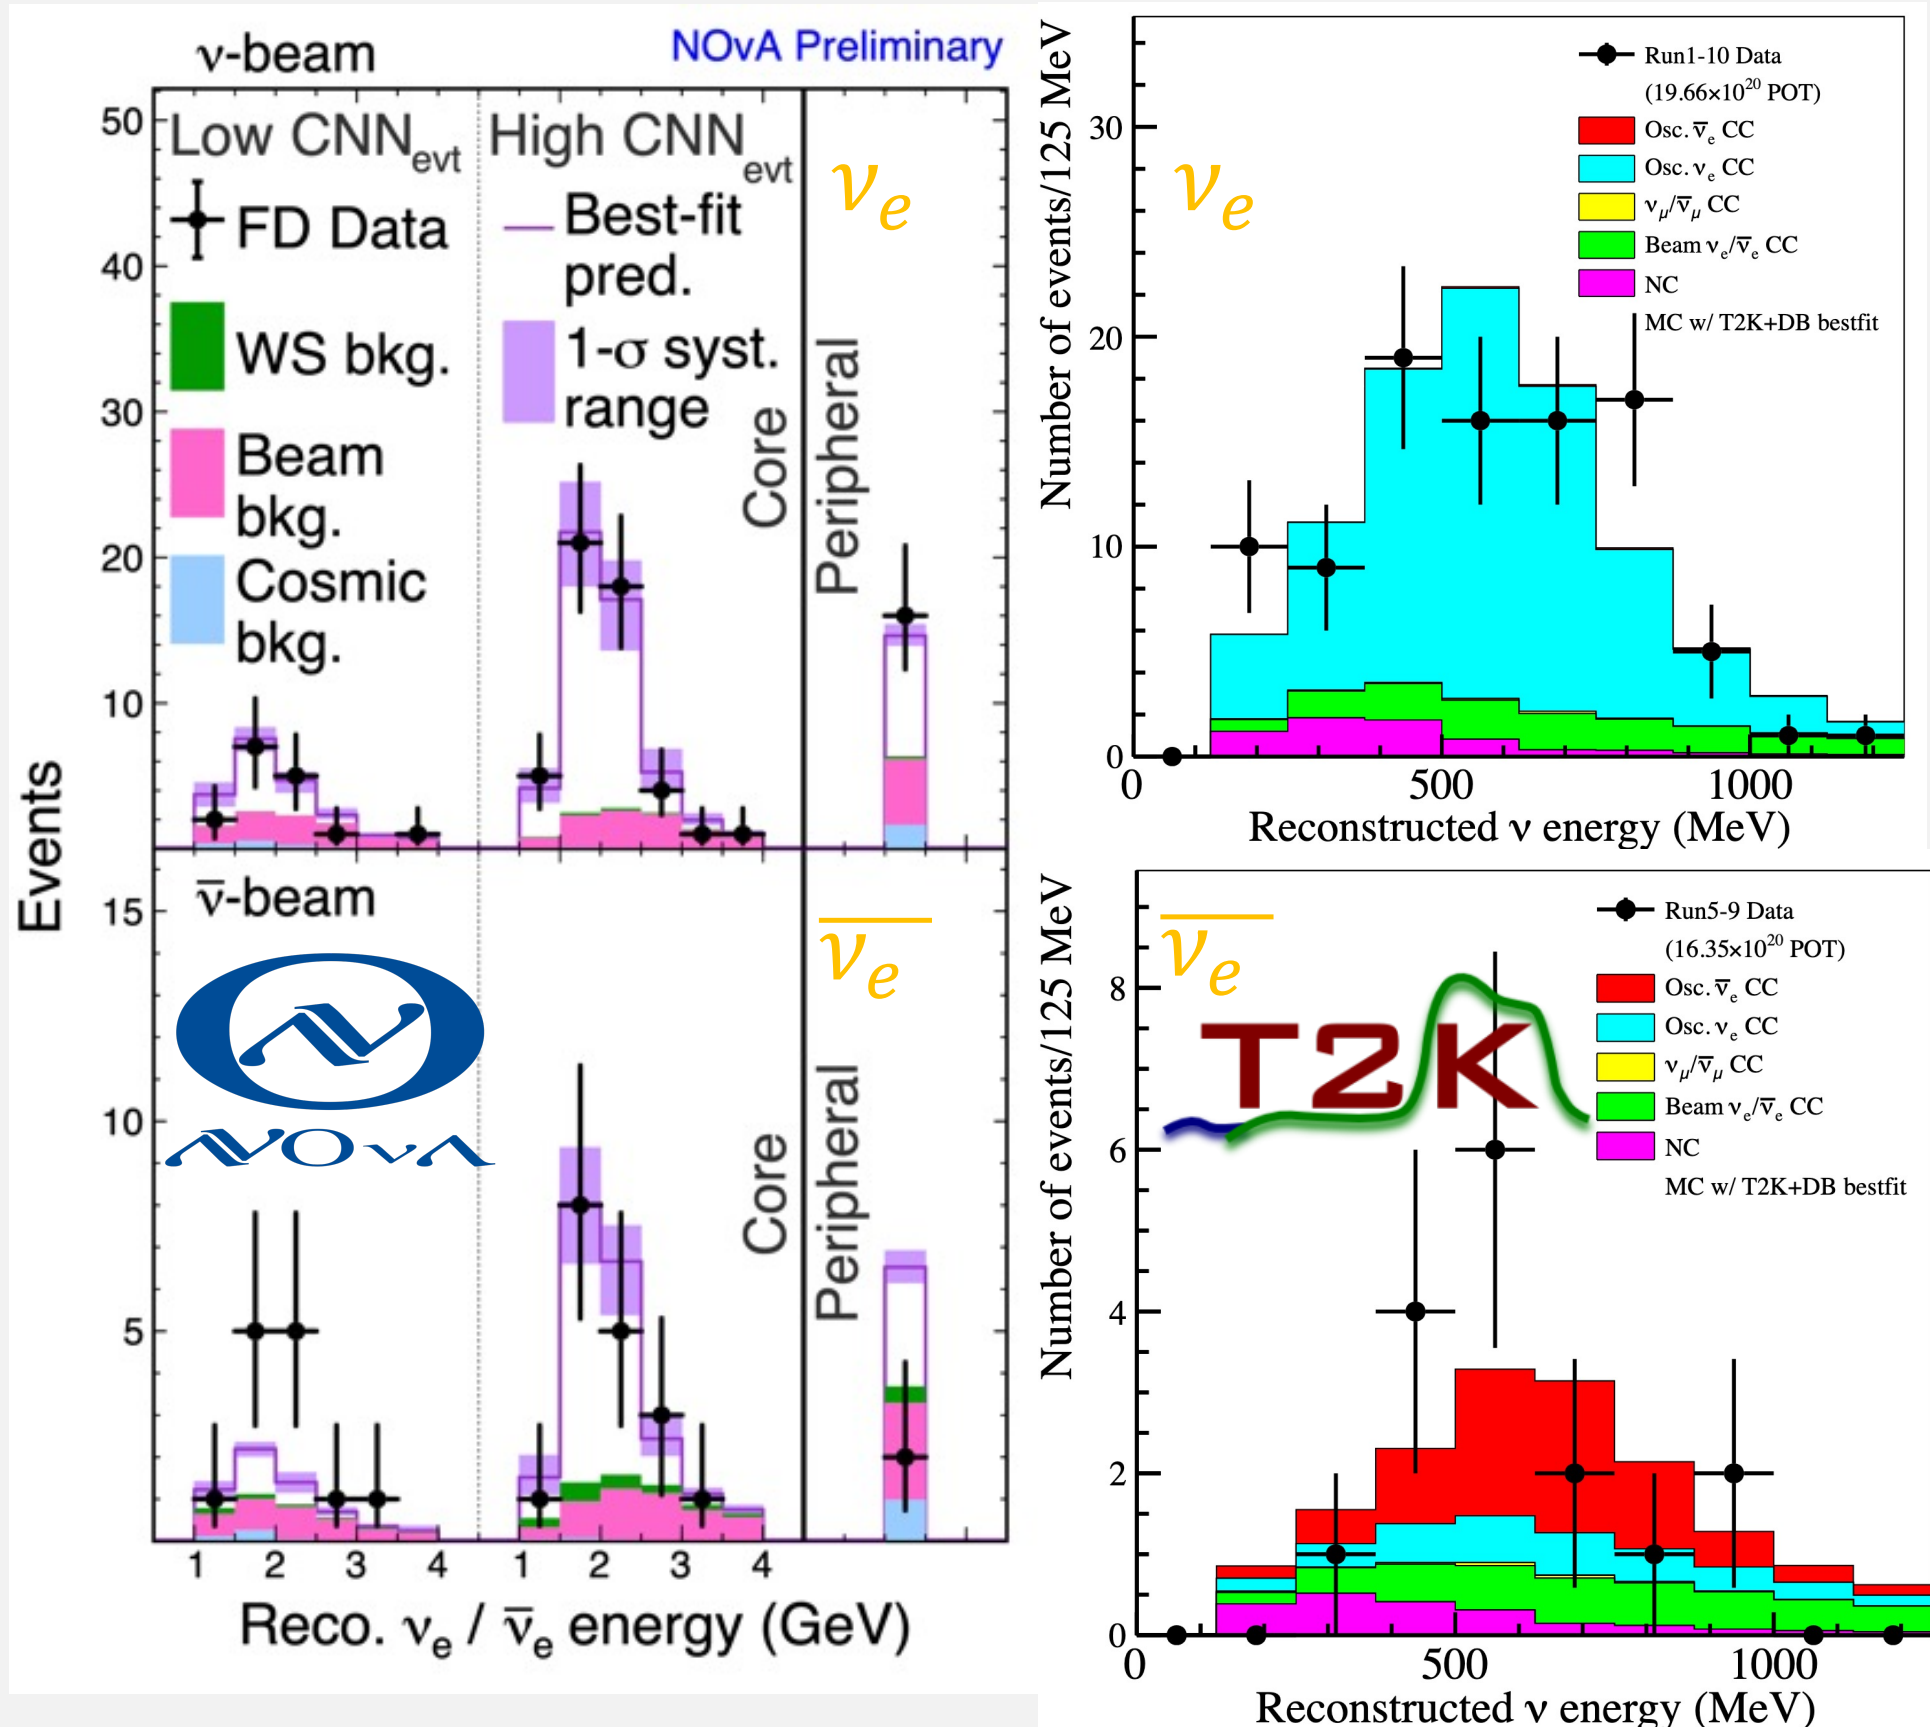 ν-beam
NOvA Preliminary
Low CNNevt
High CNNevt
νe
FD Data
WS bkg.
Beam
bkg.
Cosmic
bkg.
Best-fit
pred.
1-σ syst.
range
Core
Peripheral
50
40
30
20
10
Events
ν̅-beam
ν̅e
NOνA
Core
Peripheral
15
10
5
1 2 3 4 1 2 3 4
Reco. νe / ν̅e energy (GeV)
Number of events/125 MeV
νe
Run1-10 Data
(19.66×10²⁰ POT)
Osc. ν̅e CC
Osc. νe CC
νμ/ν̅μ CC
Beam νe/ν̅e CC
NC
MC w/ T2K+DB bestfit
30
20
10
0
0 500 1000
Reconstructed ν energy (MeV)
Number of events/125 MeV
ν̅e
T2K
Run5-9 Data
(16.35×10²⁰ POT)
Osc. ν̅e CC
Osc. νe CC
νμ/ν̅μ CC
Beam νe/ν̅e CC
NC
MC w/ T2K+DB bestfit
8
6
4
2
0
0 500 1000
Reconstructed ν energy (MeV)